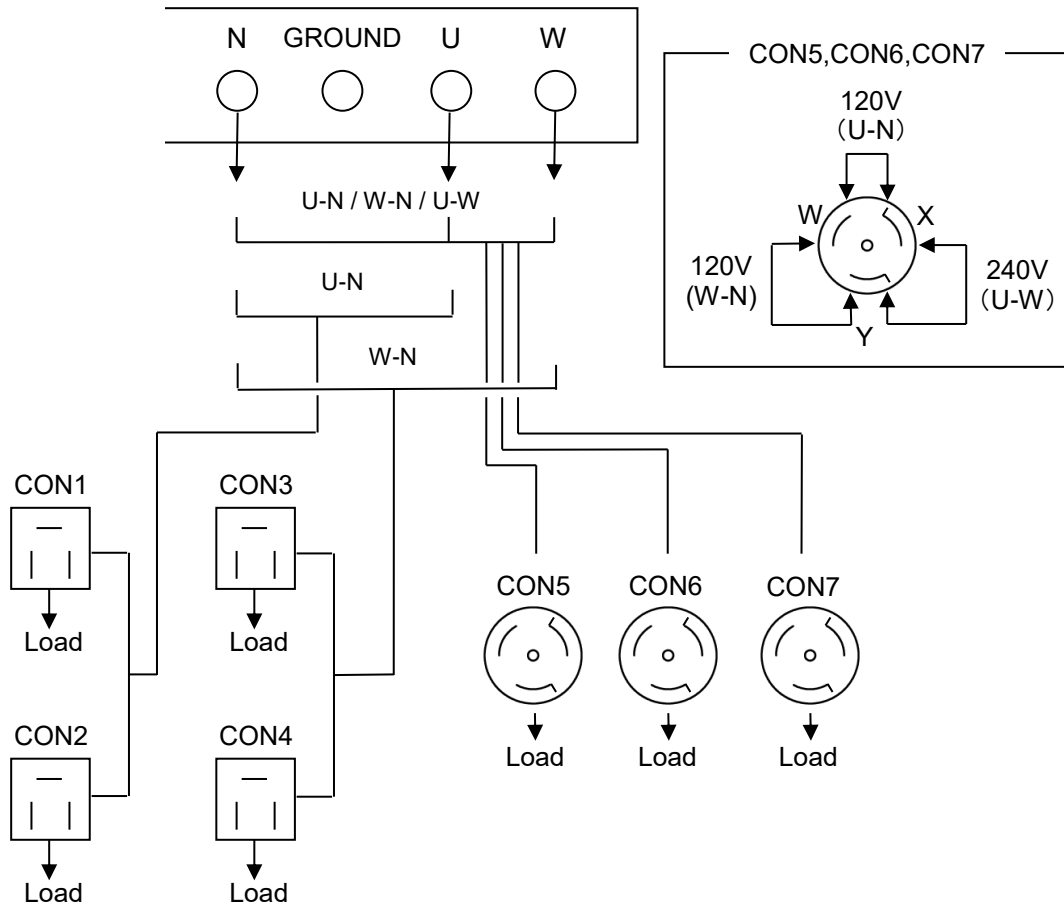 N GROUND U W
U-N / W-N / U-W
U-N
W-N
CON5,CON6,CON7
120V
（U-N）
W X
120V
(W-N)
240V
（U-W）
Y
CON1 CON3
Load Load
CON5 CON6 CON7
Load Load Load
CON2 CON4
Load Load